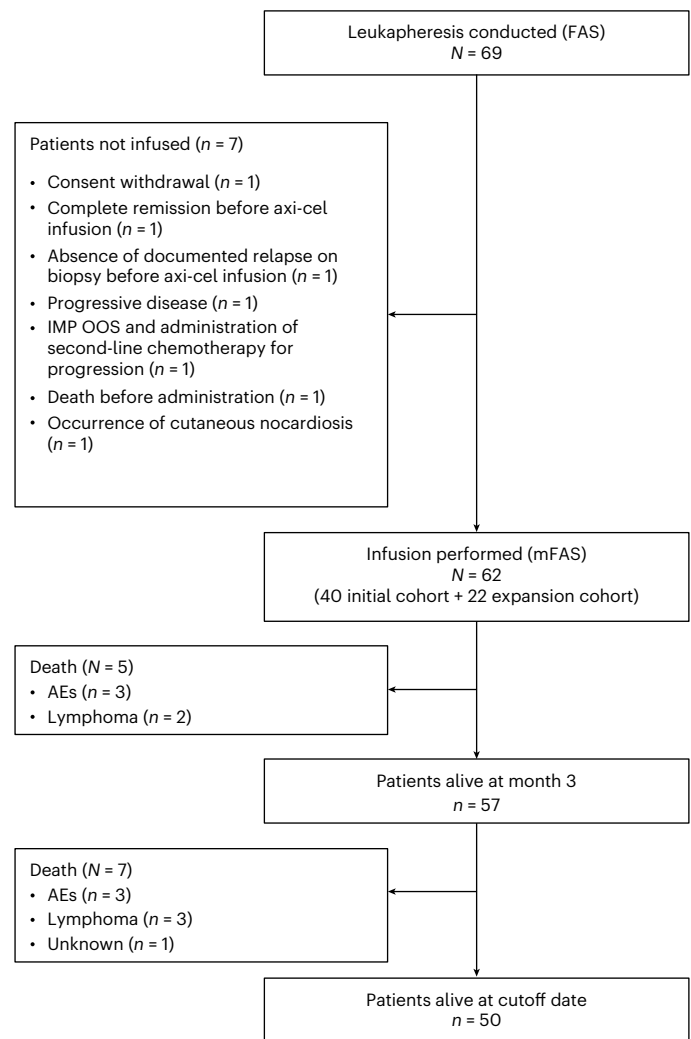 Leukapheresis conducted (FAS)
N = 69
Patients not infused (n = 7)
• Consent withdrawal (n = 1)
• Complete remission before axi-cel
infusion (n = 1)
• Absence of documented relapse on
biopsy before axi-cel infusion (n = 1)
• Progressive disease (n = 1)
• IMP OOS and administration of
second-line chemotherapy for
progression (n = 1)
• Death before administration (n = 1)
• Occurrence of cutaneous nocardiosis
(n = 1)
Infusion performed (mFAS)
N = 62
(40 initial cohort + 22 expansion cohort)
Death (N = 5)
• AEs (n = 3)
• Lymphoma (n = 2)
Patients alive at month 3
n = 57
Death (N = 7)
• AEs (n = 3)
• Lymphoma (n = 3)
• Unknown (n = 1)
Patients alive at cutoff date
n = 50